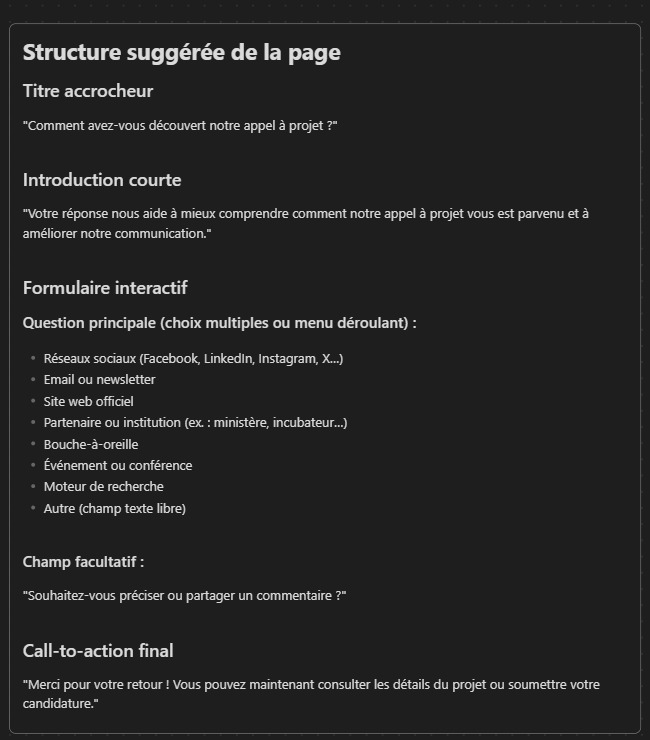 Structure suggérée de la page
Titre accrocheur
"Comment avez-vous découvert notre appel à projet ?"
Introduction courte
"Votre réponse nous aide à mieux comprendre comment notre appel à projet vous est parvenu et à
améliorer notre communication."
Formulaire interactif
Question principale (choix multiples ou menu déroulant) :
• Réseaux sociaux (Facebook, LinkedIn, Instagram, X...)
• Email ou newsletter
• Site web officiel
• Partenaire ou institution (ex. : ministère, incubateur...)
• Bouche-à-oreille
• Événement ou conférence
• Moteur de recherche
• Autre (champ texte libre)
Champ facultatif :
"Souhaitez-vous préciser ou partager un commentaire ?"
Call-to-action final
"Merci pour votre retour ! Vous pouvez maintenant consulter les détails du projet ou soumettre votre
candidature."